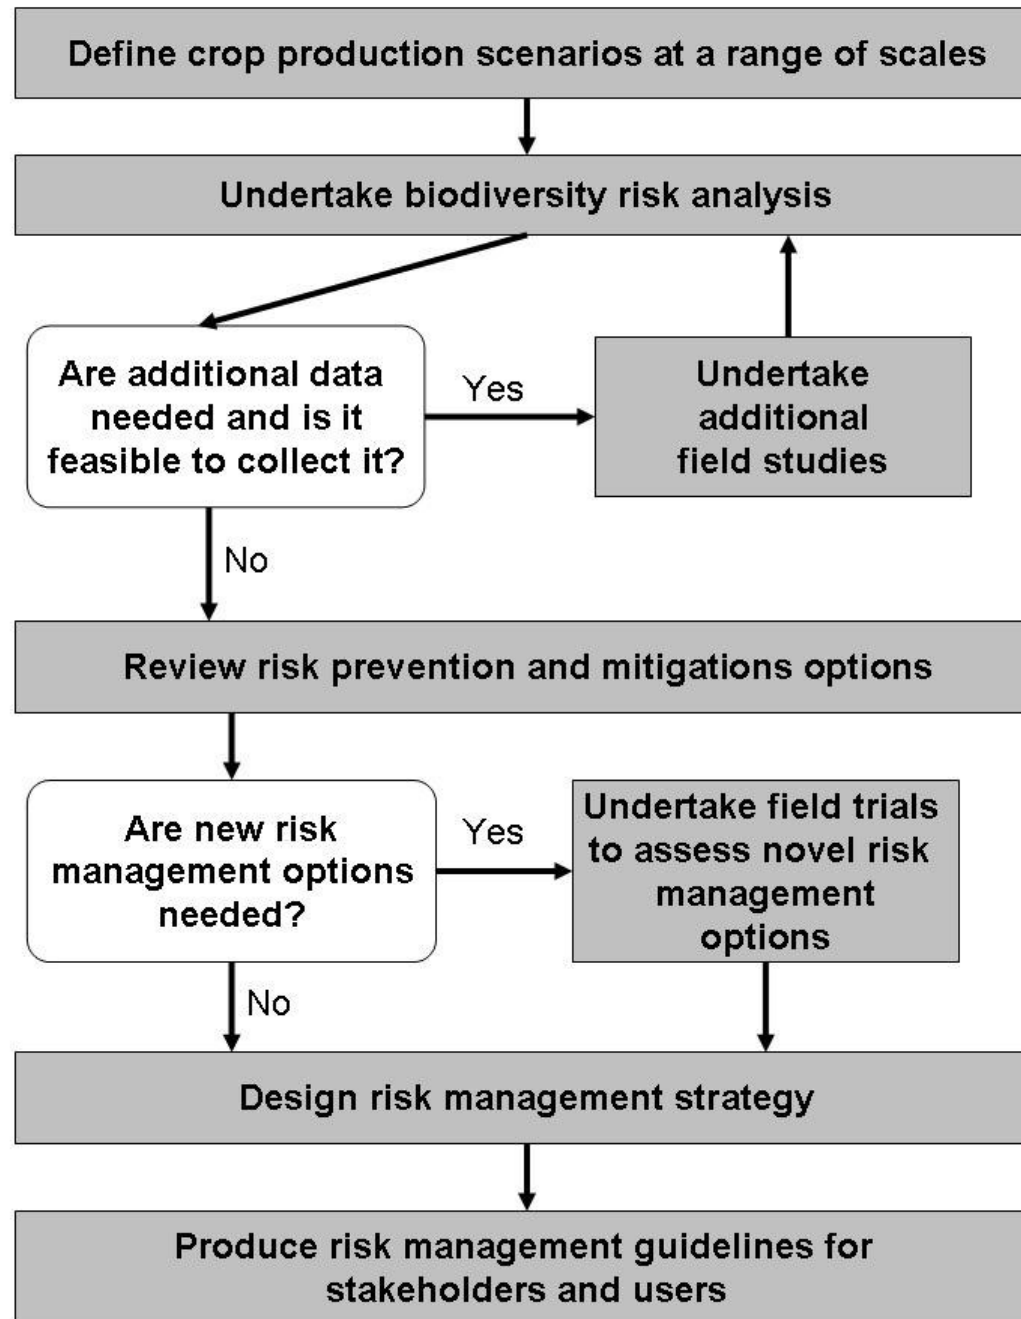 Define crop production scenarios at a range of scales
Undertake biodiversity risk analysis
Are additional data
needed and is it
feasible to collect it?
Yes
Undertake
additional
field studies
No
Review risk prevention and mitigations options
Are new risk
management options
needed?
Yes
Undertake field trials
to assess novel risk
management
options
No
Design risk management strategy
Produce risk management guidelines for
stakeholders and users